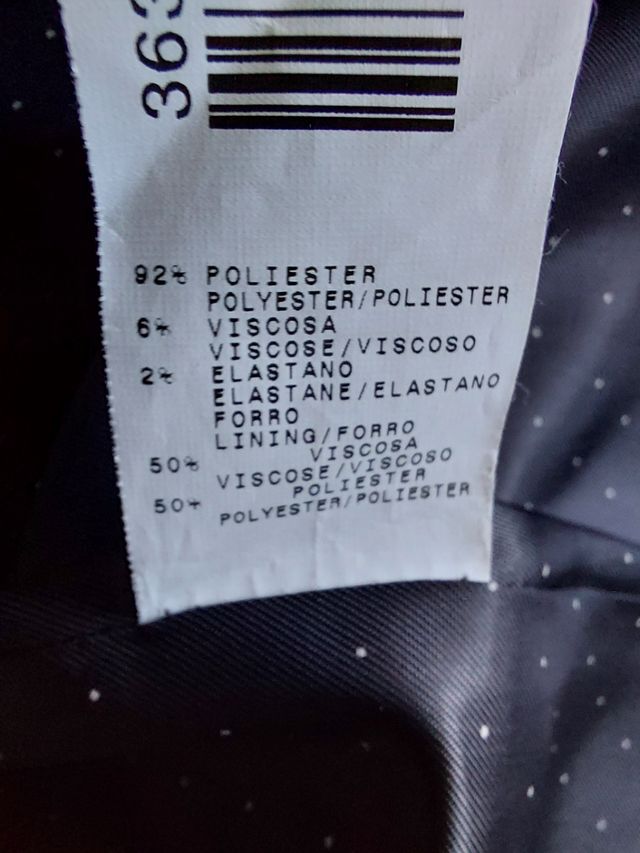 363
92% POLIESTER
POLYESTER/POLIESTER
6% VISCOSA
VISCOSE/VISCOSO
2% ELASTANO
ELASTANE/ELASTANO
FORRO
LINING/FORRO
50% VISCOSA
VISCOSE/VISCOSO
50% POLIESTER
POLYESTER/POLIESTER